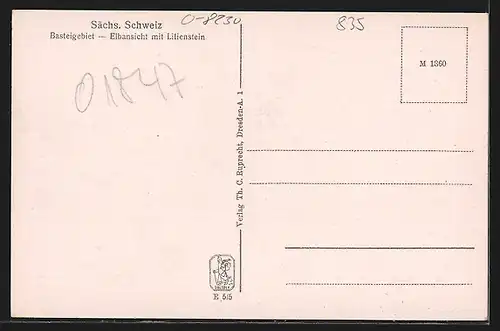 Sächs. Schweiz
Basteigebiet — Elbansicht mit Lilienstein
O-8230
835
01847
M 1360
Verlag Th. C. Ruprecht, Dresden-A. 1
E 515